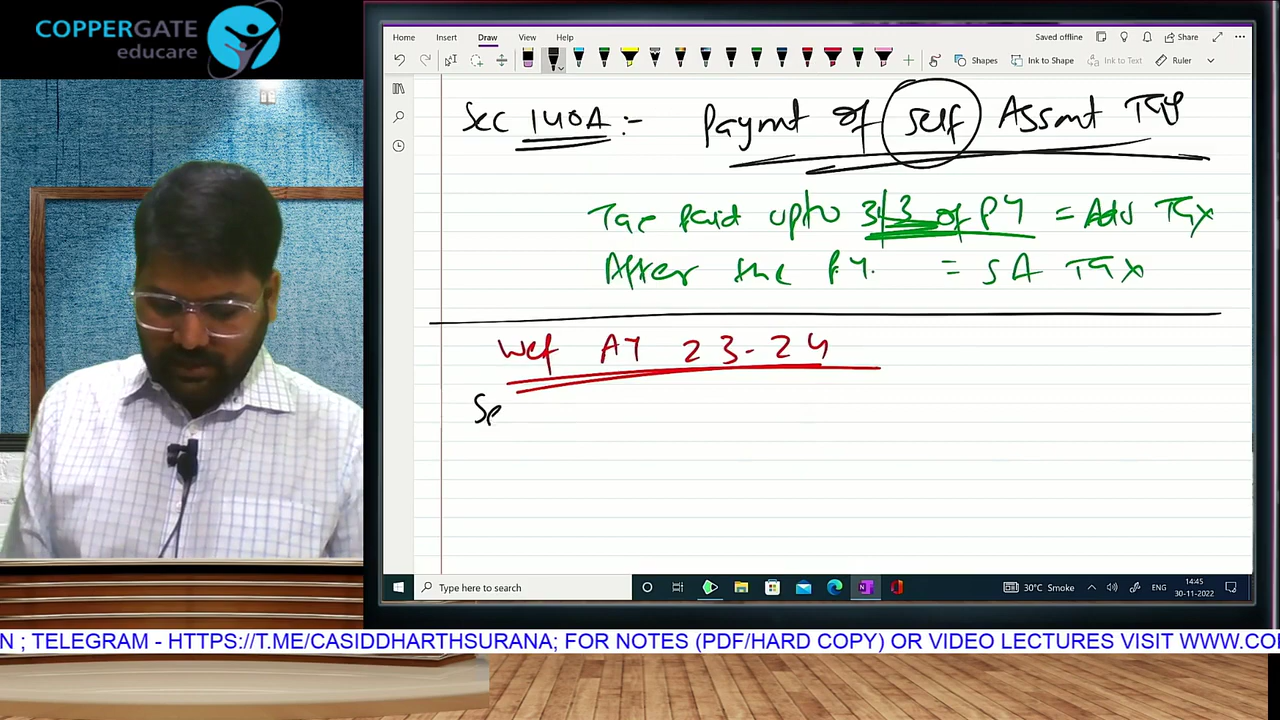 COPPERGATE
educare
Home Insert Draw View Help
Saved offline
Share
Shapes Ink to Shape Ink to Text Ruler
Sec 140A :- Paymt of self Assmt Tax
Tax Paid upto 31/3 of P Y = Adv Tax
After the P.Y. = SA Tax
Wef AY 23-24
Se
Type here to search
30°C Smoke
ENG
14:45
30-11-2022
N ; TELEGRAM - HTTPS://T.ME/CASIDDHARTHSURANA; FOR NOTES (PDF/HARD COPY) OR VIDEO LECTURES VISIT WWW.CO